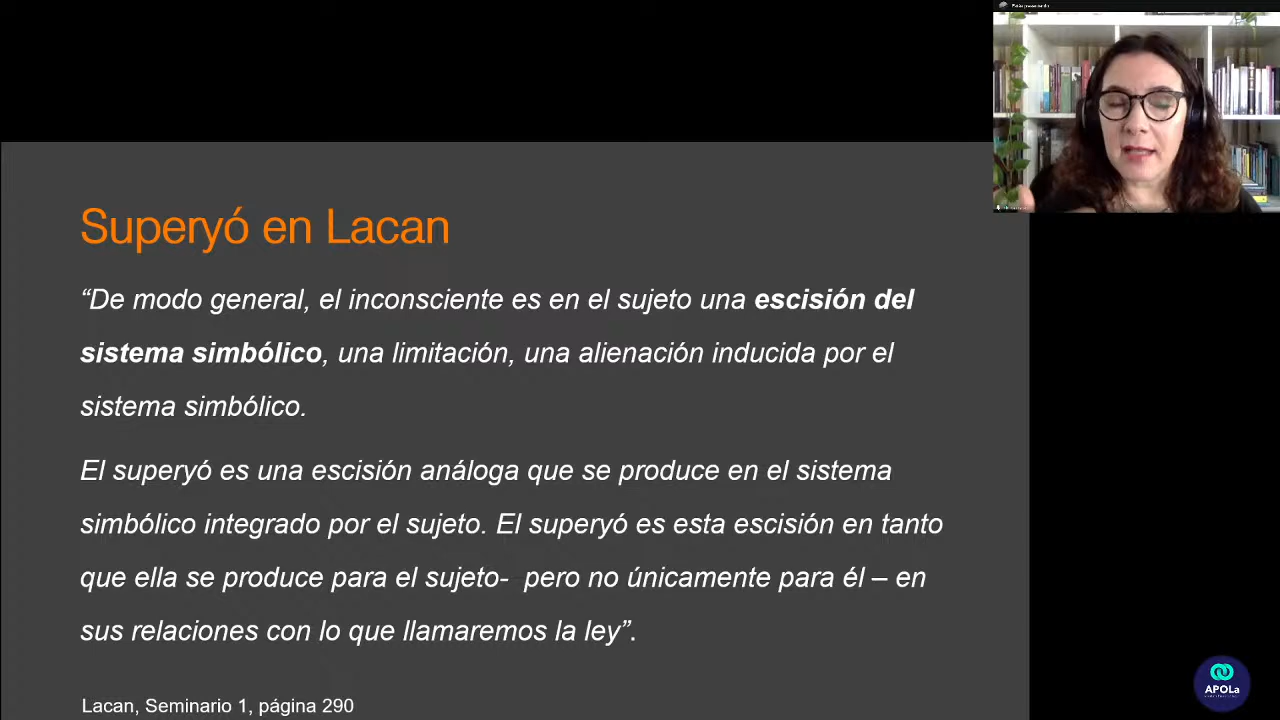 Superyó en Lacan
“De modo general, el inconsciente es en el sujeto una escisión del
sistema simbólico, una limitación, una alienación inducida por el
sistema simbólico.
El superyó es una escisión análoga que se produce en el sistema
simbólico integrado por el sujeto. El superyó es esta escisión en tanto
que ella se produce para el sujeto- pero no únicamente para él – en
sus relaciones con lo que llamaremos la ley”.
Lacan, Seminario 1, página 290
APOLa